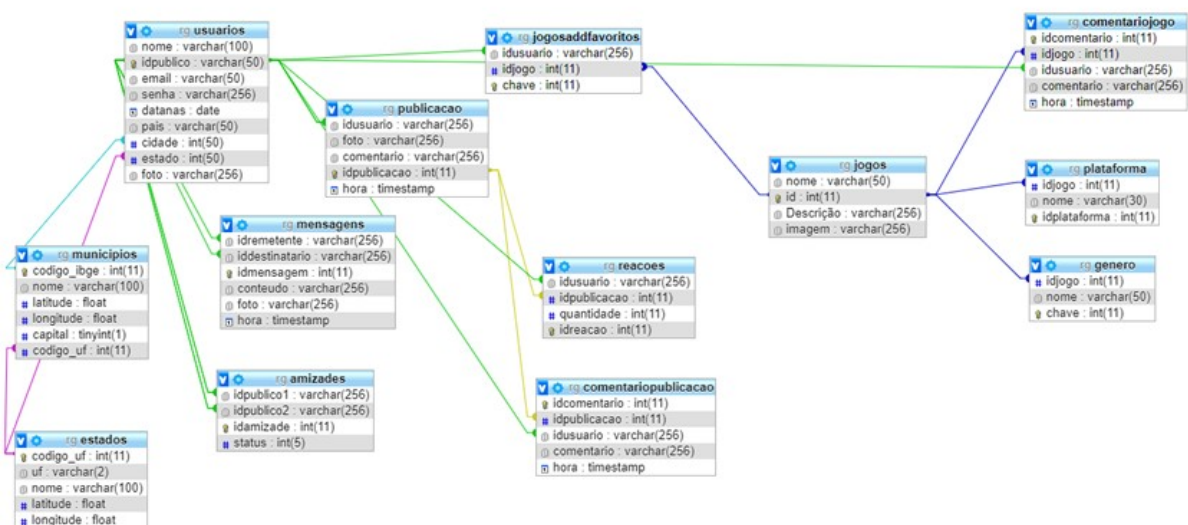 rg usuarios
nome : varchar(100)
idpublico : varchar(50)
email : varchar(50)
senha : varchar(256)
datanas : date
pais : varchar(50)
cidade : int(50)
estado : int(50)
foto : varchar(256)
rg jogosaddfavoritos
idusuario : varchar(256)
idjogo : int(11)
chave : int(11)
rg comentariojogo
idcomentario : int(11)
idjogo : int(11)
idusuario : varchar(256)
comentario : varchar(256)
hora : timestamp
rg publicacao
idusuario : varchar(256)
foto : varchar(256)
comentario : varchar(256)
idpublicacao : int(11)
hora : timestamp
rg jogos
nome : varchar(50)
id : int(11)
Descrição : varchar(256)
imagem : varchar(256)
rg plataforma
idjogo : int(11)
nome : varchar(30)
idplataforma : int(11)
rg mensagens
idremetente : varchar(256)
iddestinatario : varchar(256)
idmensagem : int(11)
conteudo : varchar(256)
foto : varchar(256)
hora : timestamp
rg municipios
codigo_ibge : int(11)
nome : varchar(100)
latitude : float
longitude : float
capital : tinyint(1)
codigo_uf : int(11)
rg reacoes
idusuario : varchar(256)
idpublicacao : int(11)
quantidade : int(11)
idreacao : int(11)
rg genero
idjogo : int(11)
nome : varchar(50)
chave : int(11)
rg amizades
idpublico1 : varchar(256)
idpublico2 : varchar(256)
idamizade : int(11)
status : int(5)
rg comentariopublicacao
idcomentario : int(11)
idpublicacao : int(11)
idusuario : varchar(256)
comentario : varchar(256)
hora : timestamp
rg estados
codigo_uf : int(11)
uf : varchar(2)
nome : varchar(100)
latitude : float
longitude : float